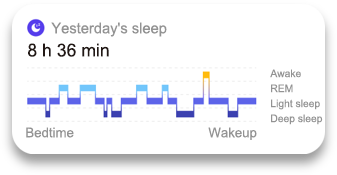 Yesterday's sleep
8 h 36 min
Awake
REM
Light sleep
Deep sleep
Bedtime
Wakeup